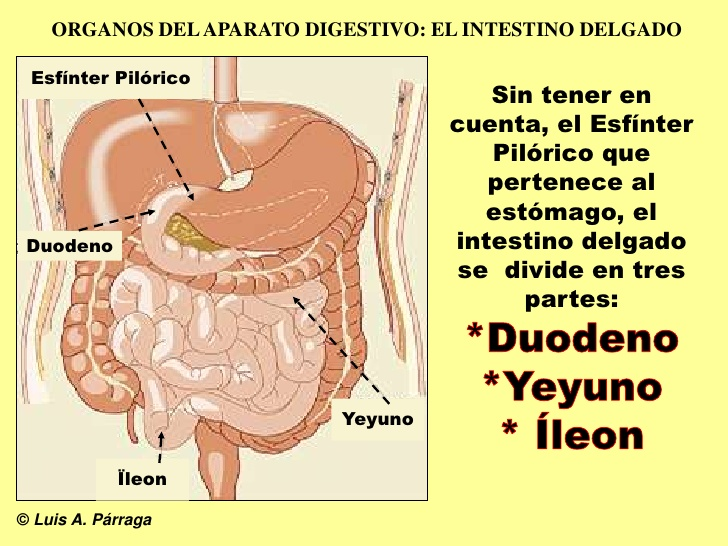 ORGANOS DEL APARATO DIGESTIVO: EL INTESTINO DELGADO
Esfínter Pilórico
Duodeno
Yeyuno
Ïleon
Sin tener en
cuenta, el Esfínter
Pilórico que
pertenece al
estómago, el
intestino delgado
se divide en tres
partes:
*Duodeno
*Yeyuno
* Íleon
© Luis A. Párraga